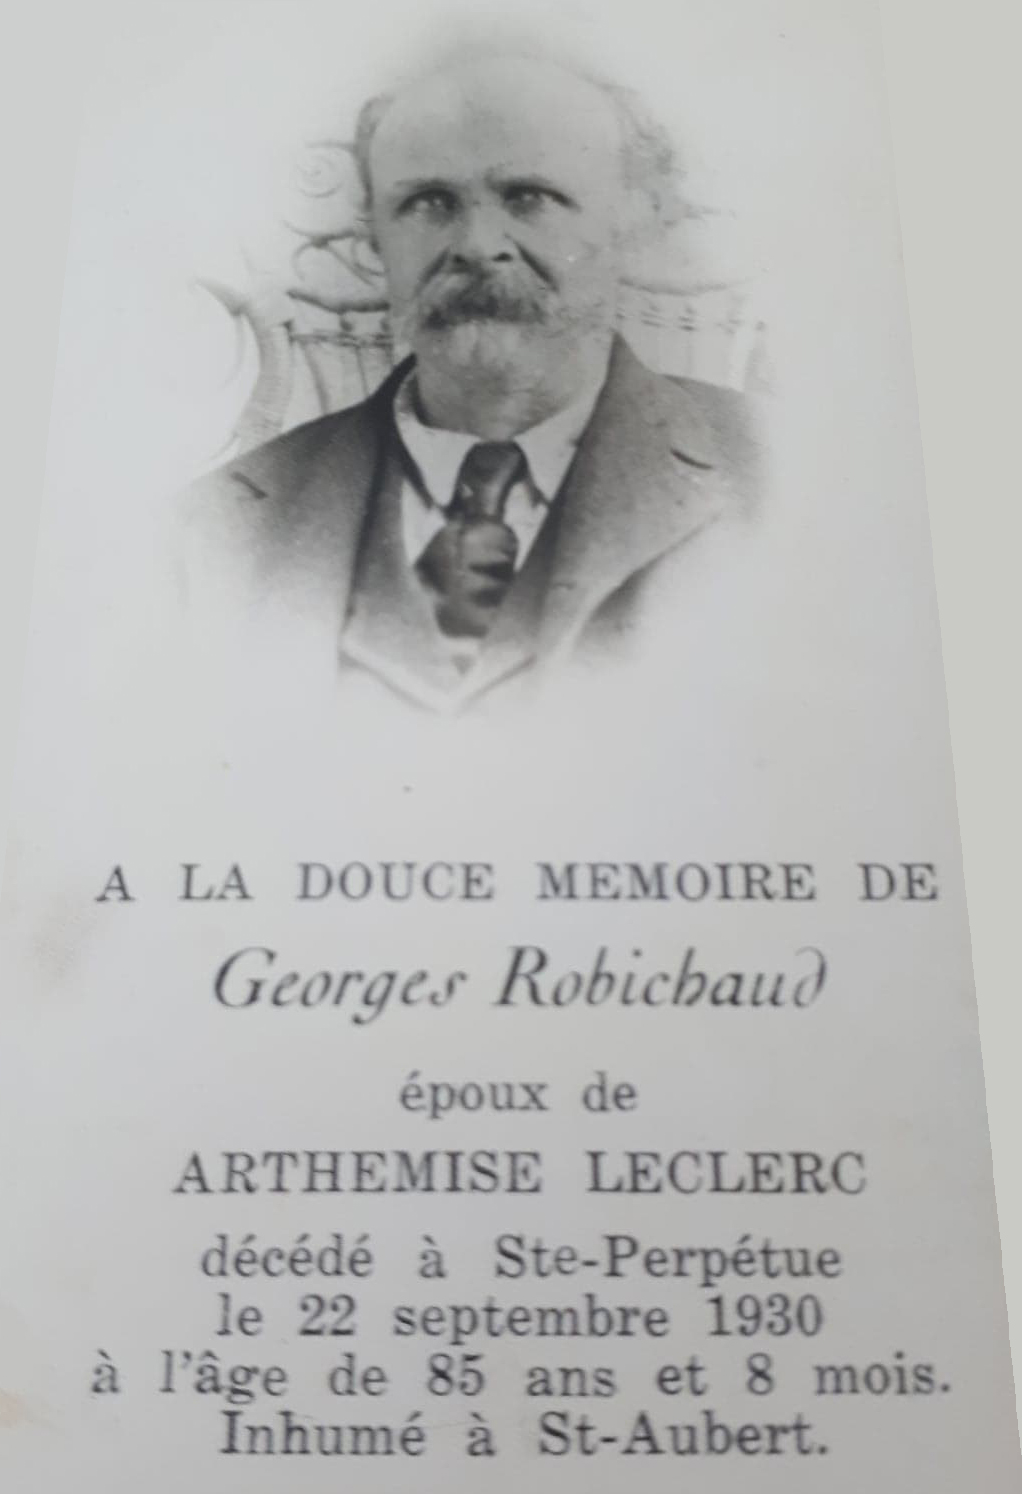 A LA DOUCE MEMOIRE DE
Georges Robichaud
époux de
ARTHEMISE LECLERC
décédé à Ste-Perpétue
le 22 septembre 1930
à l'âge de 85 ans et 8 mois.
Inhumé à St-Aubert.